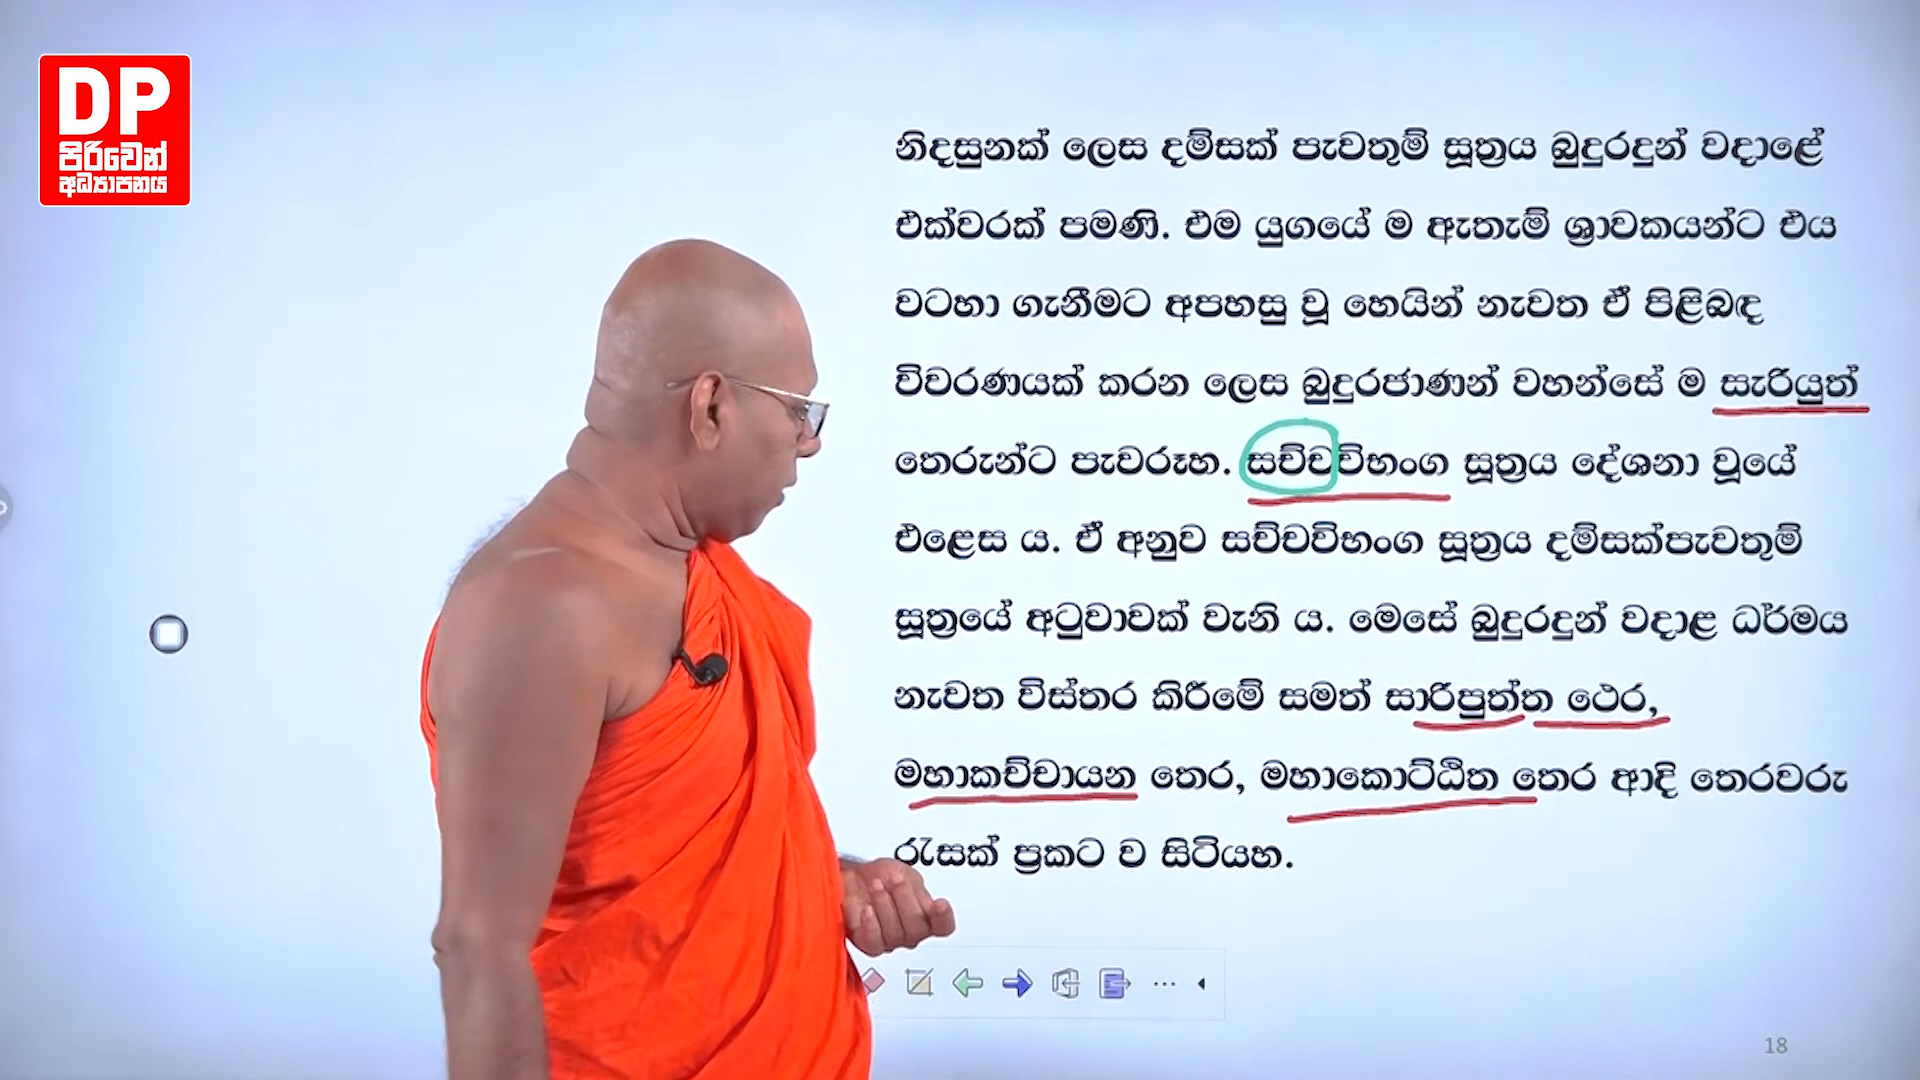 DP
පිරිවෙන්
අධ්‍යාපනය
නිදසුනක් ලෙස දම්සක් පැවතුම් සූත්‍රය බුදුරදුන් වදාළේ
එක්වරක් පමණි. එම යුගයේ ම ඇතැම් ශ්‍රාවකයන්ට එය
වටහා ගැනීමට අපහසු වූ හෙයින් නැවත ඒ පිළිබඳ
විවරණයක් කරන ලෙස බුදුරජාණන් වහන්සේ ම සැරියුත්
තෙරුන්ට පැවරූහ. සච්චවිභංග සූත්‍රය දේශනා වූයේ
එළෙස ය. ඒ අනුව සච්චවිභංග සූත්‍රය දම්සක්පැවතුම්
සූත්‍රයේ අටුවාවක් වැනි ය. මෙසේ බුදුරදුන් වදාළ ධර්මය
නැවත විස්තර කිරීමේ සමත් සාරිපුත්ත ථෙර,
මහාකච්චායන තෙර, මහාකොට්ඨිත තෙර ආදි තෙරවරු
රැසක් ප්‍රකට ව සිටියහ.
18